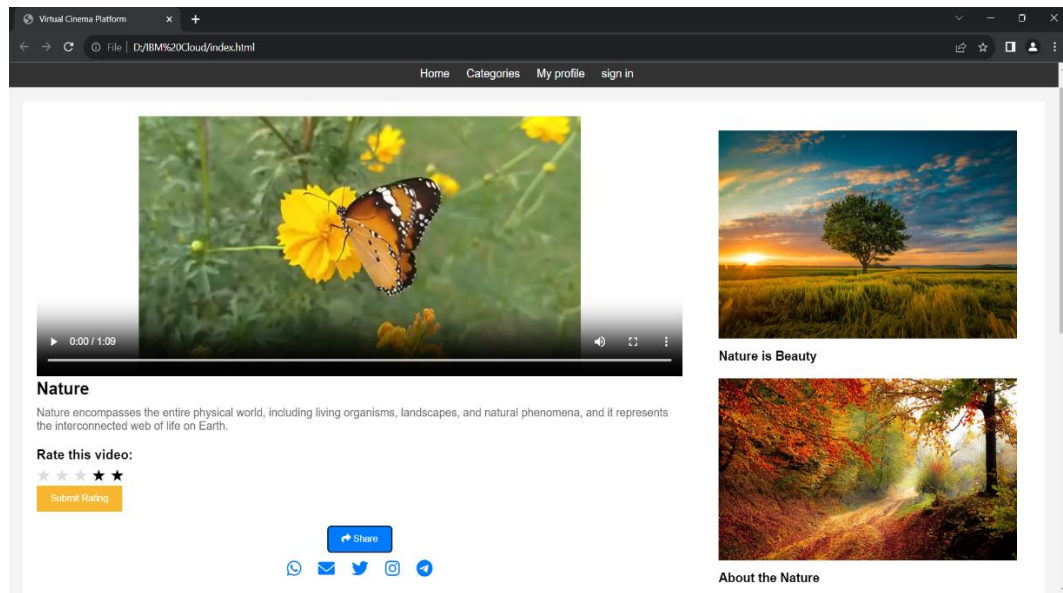 Virtual Cinema Platform
File | D:/IBM%20Cloud/index.html
Home Categories My profile sign in
0:00 / 1:09
Nature
Nature encompasses the entire physical world, including living organisms, landscapes, and natural phenomena, and it represents
the interconnected web of life on Earth.
Rate this video:
Submit Rating
Share
Nature is Beauty
About the Nature